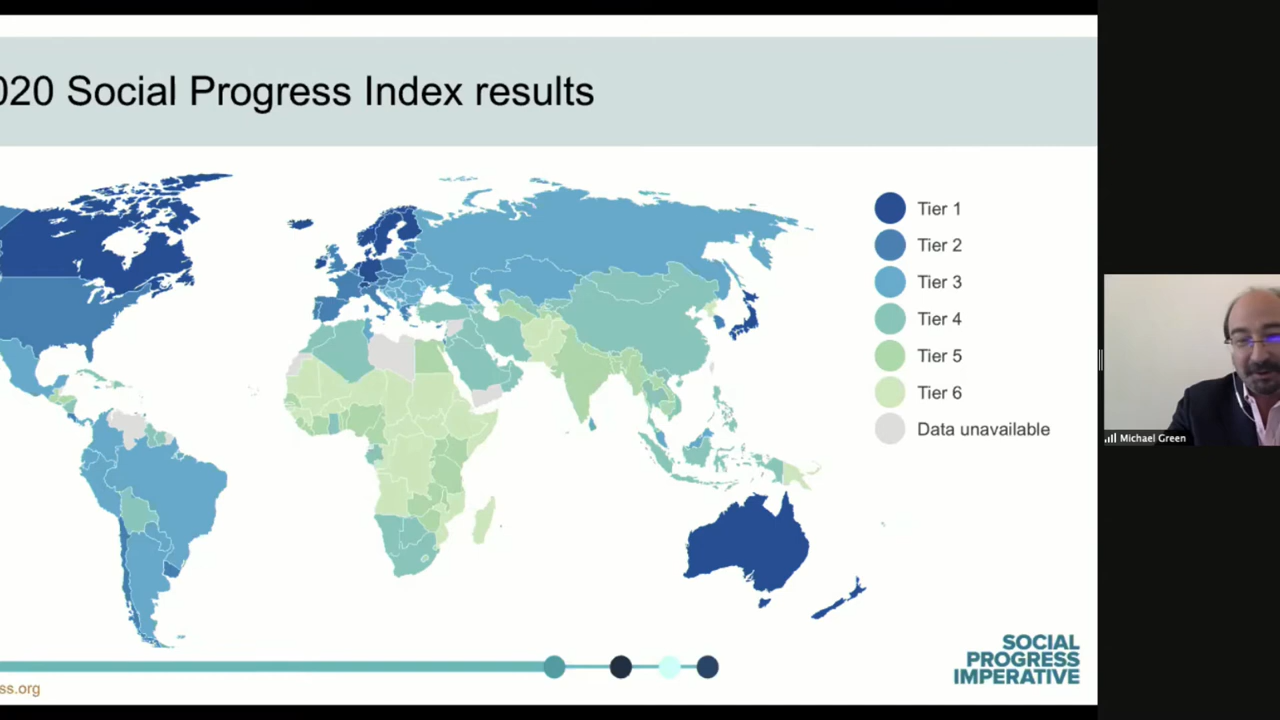 020 Social Progress Index results
Tier 1
Tier 2
Tier 3
Tier 4
Tier 5
Tier 6
Data unavailable
Michael Green
SOCIAL
PROGRESS
IMPERATIVE
ss.org